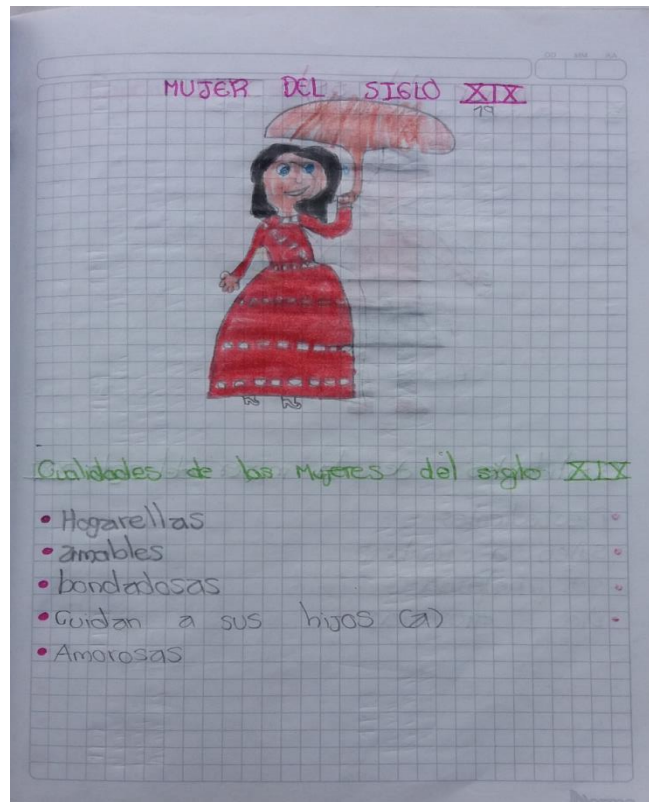 MUJER DEL SIGLO XIX
19
Cualidades de las Mujeres del siglo XIX
• Hogarellas
• amables
• bondadosas
• Cuidan a sus hijos (a)
• Amorosas